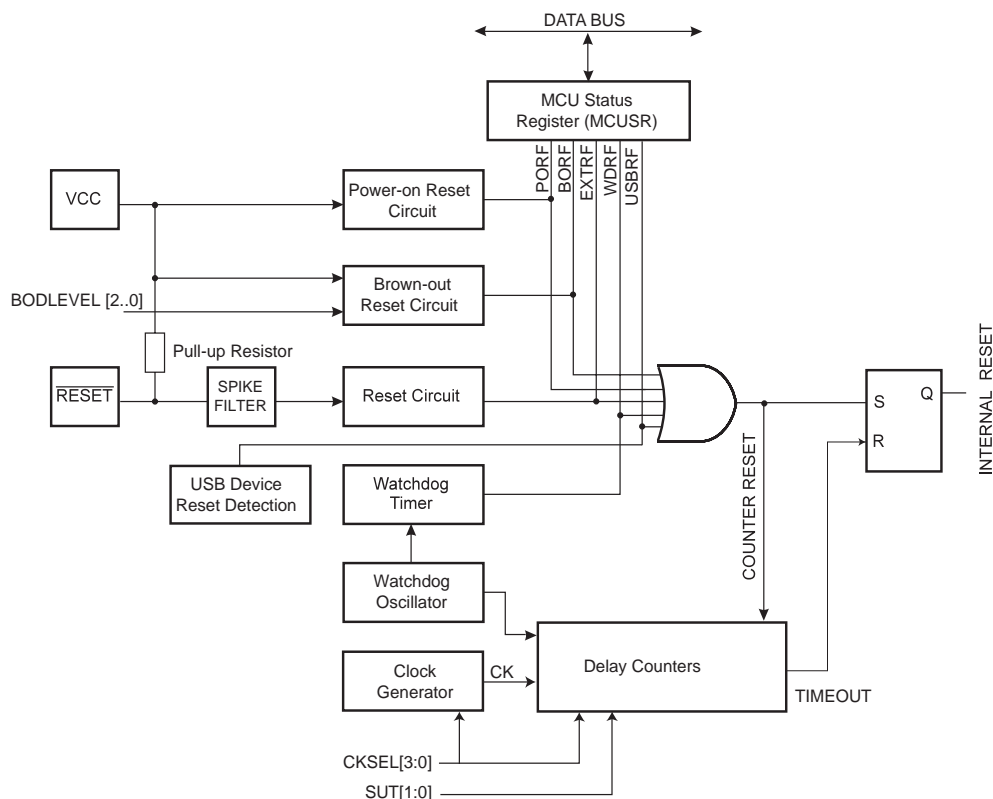 DATA BUS
MCU Status
Register (MCUSR)
PORF
BORF
EXTRF
WDRF
USBRF
VCC
Power-on Reset
Circuit
BODLEVEL [2..0]
Brown-out
Reset Circuit
Pull-up Resistor
RESET
SPIKE
FILTER
Reset Circuit
S
Q
R
INTERNAL RESET
USB Device
Reset Detection
Watchdog
Timer
COUNTER RESET
Watchdog
Oscillator
Clock
Generator
CK
Delay Counters
TIMEOUT
CKSEL[3:0]
SUT[1:0]